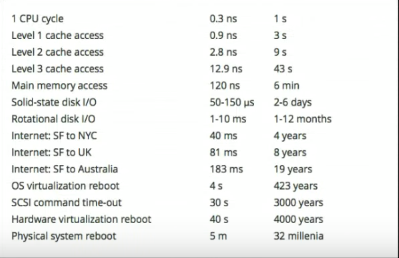 1 CPU cycle 0.3 ns 1 s
Level 1 cache access 0.9 ns 3 s
Level 2 cache access 2.8 ns 9 s
Level 3 cache access 12.9 ns 43 s
Main memory access 120 ns 6 min
Solid-state disk I/O 50-150 μs 2-6 days
Rotational disk I/O 1-10 ms 1-12 months
Internet: SF to NYC 40 ms 4 years
Internet: SF to UK 81 ms 8 years
Internet: SF to Australia 183 ms 19 years
OS virtualization reboot 4 s 423 years
SCSI command time-out 30 s 3000 years
Hardware virtualization reboot 40 s 4000 years
Physical system reboot 5 m 32 millenia